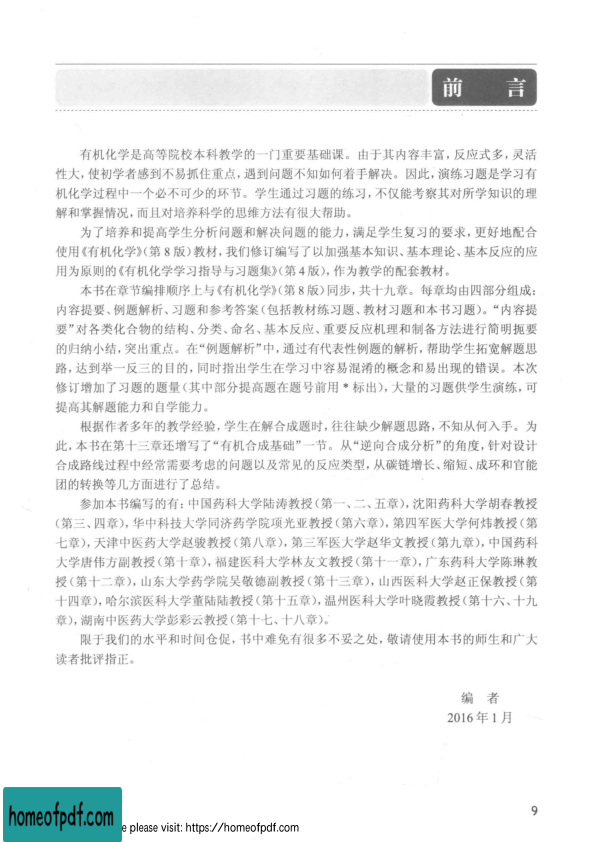 前 言
有机化学是高等院校本科教学的一门重要基础课。由于其内容丰富，反应式多，灵活
性大，使初学者感到不易抓住重点，遇到问题不知如何着手解决。因此，演练习题是学习有
机化学过程中一个必不可少的环节。学生通过习题的练习，不仅能考察其对所学知识的理
解和掌握情况，而且对培养科学的思维方法有很大帮助。
为了培养和提高学生分析问题和解决问题的能力，满足学生复习的要求，更好地配合
使用《有机化学》（第 8 版）教材，我们修订编写了以加强基本知识、基本理论、基本反应的应
用为原则的《有机化学学习指导与习题集》（第 4 版），作为教学的配套教材。
本书在章节编排顺序上与《有机化学》（第 8 版）同步，共十九章。每章均由四部分组成：
内容提要、例题解析、习题和参考答案（包括教材练习题、教材习题和本书习题）。“内容提
要”对各类化合物的结构、分类、命名、基本反应、重要反应机理和制备方法进行简明扼要
的归纳小结，突出重点。在“例题解析”中，通过有代表性例题的解析，帮助学生拓宽解题思
路，达到举一反三的目的，同时指出学生在学习中容易混淆的概念和易出现的错误。本次
修订增加了习题的题量（其中部分提高题在题号前用 * 标出），大量的习题供学生演练，可
提高其解题能力和自学能力。
根据作者多年的教学经验，学生在解合成题时，往往缺少解题思路，不知从何入手。为
此，本书在第十三章还增写了“有机合成基础”一节。从“逆向合成分析”的角度，针对设计
合成路线过程中经常需要考虑的问题以及常见的反应类型，从碳链增长、缩短、成环和官能
团的转换等几方面进行了总结。
参加本书编写的有：中国药科大学陆涛教授（第一、二、五章），沈阳药科大学胡春教授
（第三、四章），华中科技大学同济药学院项光亚教授（第六章），第四军医大学何炜教授（第
七章），天津中医药大学赵骏教授（第八章），第三军医大学赵华文教授（第九章），中国药科
大学唐伟方副教授（第十章），福建医科大学林友文教授（第十一章），广东药科大学陈琳教
授（第十二章），山东大学药学院吴敬德副教授（第十三章），山西医科大学赵正保教授（第
十四章），哈尔滨医科大学董陆陆教授（第十五章），温州医科大学叶晓霞教授（第十六、十九
章），湖南中医药大学彭彩云教授（第十七、十八章）。
限于我们的水平和时间仓促，书中难免有很多不妥之处，敬请使用本书的师生和广大
读者批评指正。
编 者
2016 年 1 月
9
homeofpdf.com
e please visit: https://homeofpdf.com